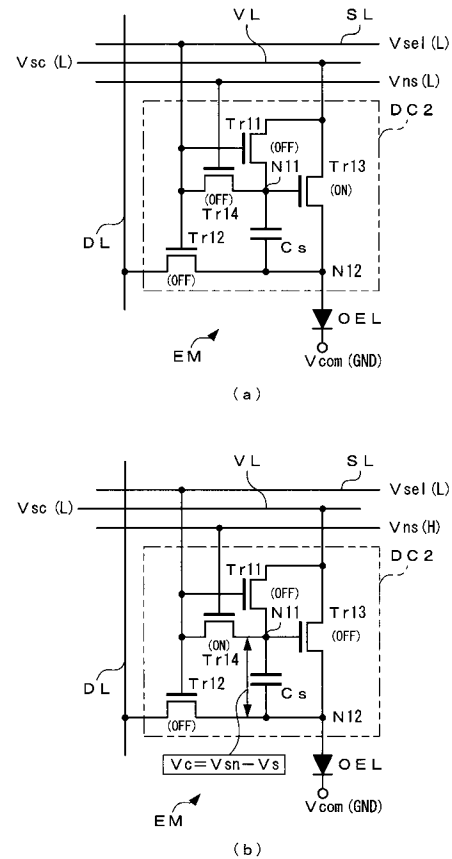 VL
SL
Vsel(L)
Vsc(L)
Vns(L)
DC2
Tr11
(OFF)
N11
Tr13
(ON)
(OFF)
Tr14
DL
Tr12
Cs
(OFF)
N12
OEL
EM
Vcom(GND)
(a)
VL
SL
Vsel(L)
Vsc(L)
Vns(H)
DC2
Tr11
(OFF)
N11
Tr13
(OFF)
(ON)
Tr14
DL
Tr12
Cs
(OFF)
N12
Vc=Vsn-Vs
OEL
EM
Vcom(GND)
(b)